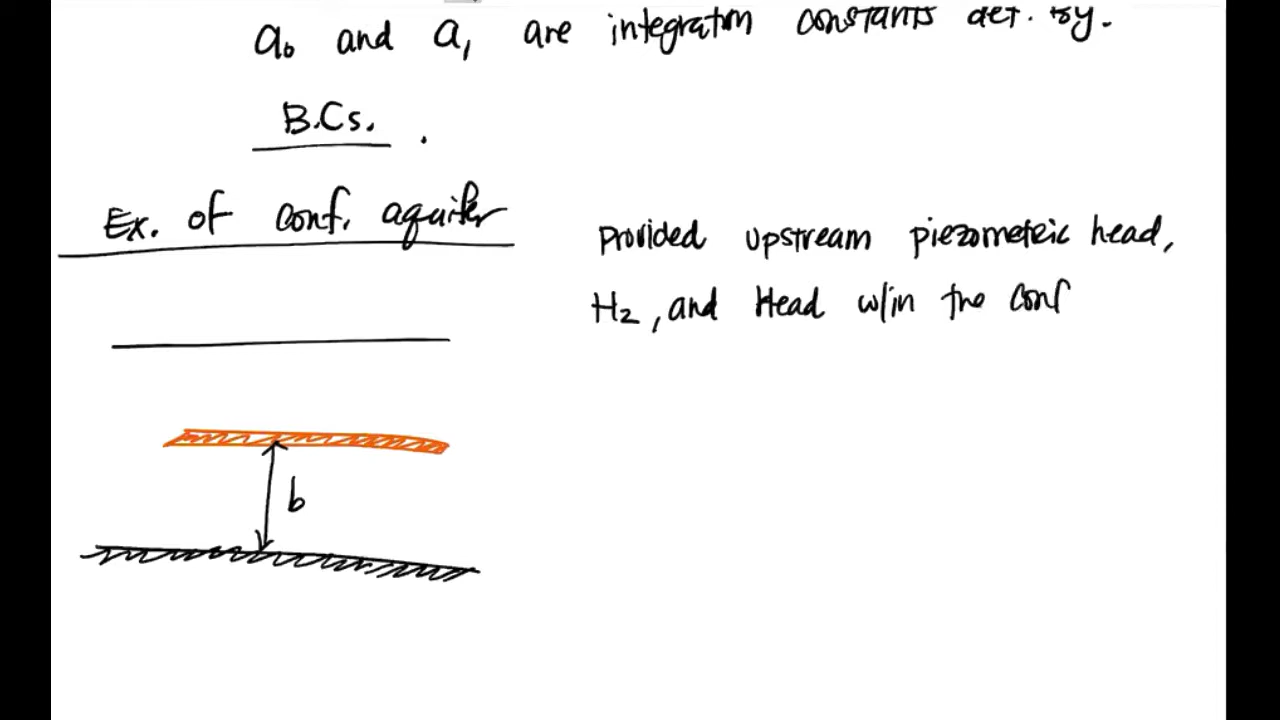 a₀ and a₁ are integration constants det. by.
B.Cs.
Ex. of conf. aquifer
Provided upstream piezometric head,
H₂, and Head w/in the conf
b